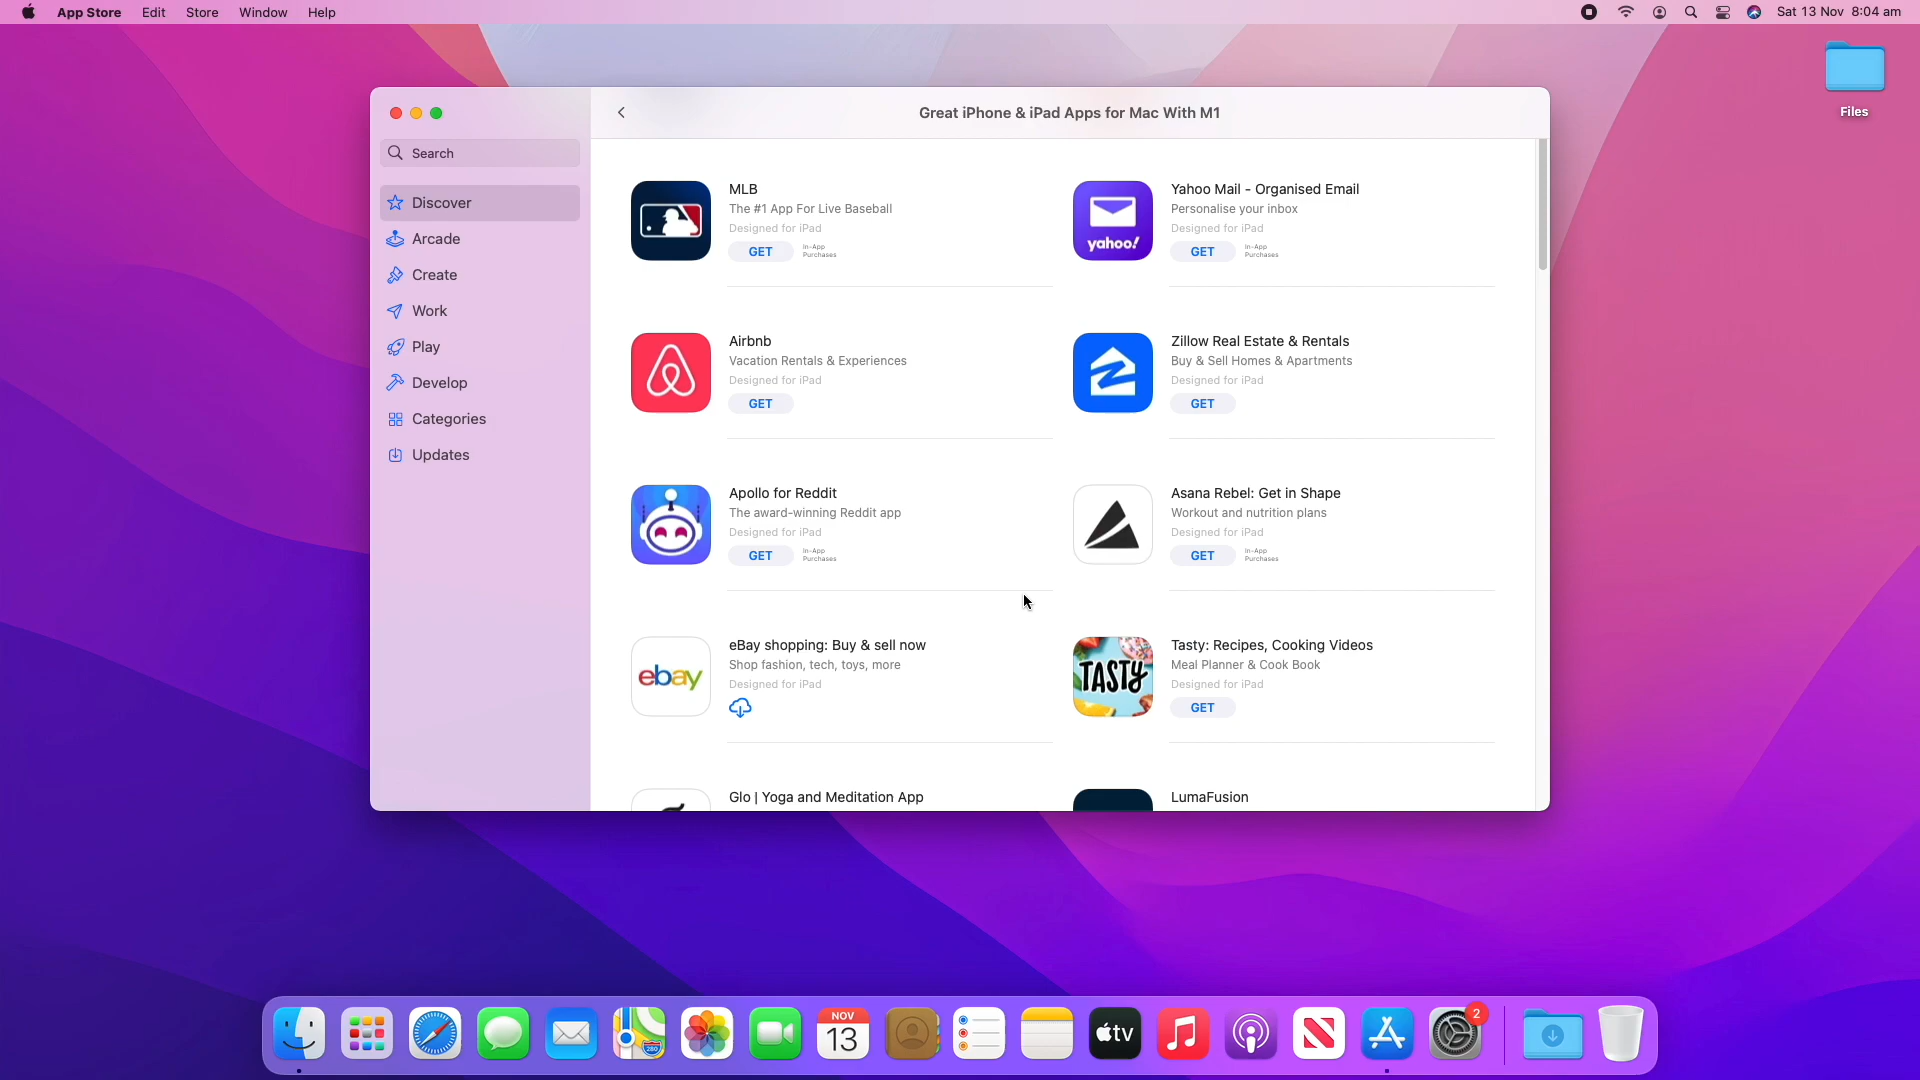 App Store Edit Store Window Help
Sat 13 Nov 8:04 am
Files
Great iPhone & iPad Apps for Mac With M1
Search
Discover
Arcade
Create
Work
Play
Develop
Categories
Updates
MLB
The #1 App For Live Baseball
Designed for iPad
GET
In-App
Purchases
yahoo!
Yahoo Mail - Organised Email
Personalise your inbox
Designed for iPad
GET
In-App
Purchases
Airbnb
Vacation Rentals & Experiences
Designed for iPad
GET
Zillow Real Estate & Rentals
Buy & Sell Homes & Apartments
Designed for iPad
GET
Apollo for Reddit
The award-winning Reddit app
Designed for iPad
GET
In-App
Purchases
Asana Rebel: Get in Shape
Workout and nutrition plans
Designed for iPad
GET
In-App
Purchases
ebay
eBay shopping: Buy & sell now
Shop fashion, tech, toys, more
Designed for iPad
TASTY
Tasty: Recipes, Cooking Videos
Meal Planner & Cook Book
Designed for iPad
GET
Glo | Yoga and Meditation App
LumaFusion
280
NOV
13
tv
2